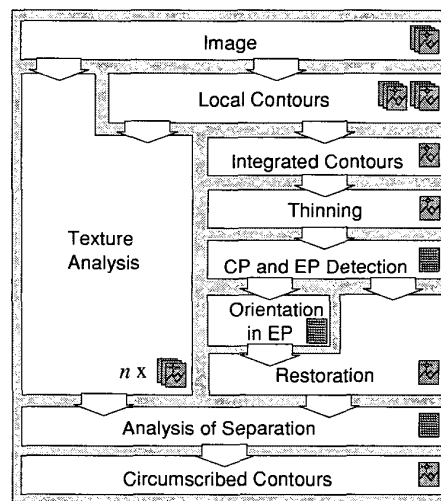 Image
Local Contours
Integrated Contours
Thinning
Texture
Analysis
CP and EP Detection
Orientation
in EP
n x
Restoration
Analysis of Separation
Circumscribed Contours